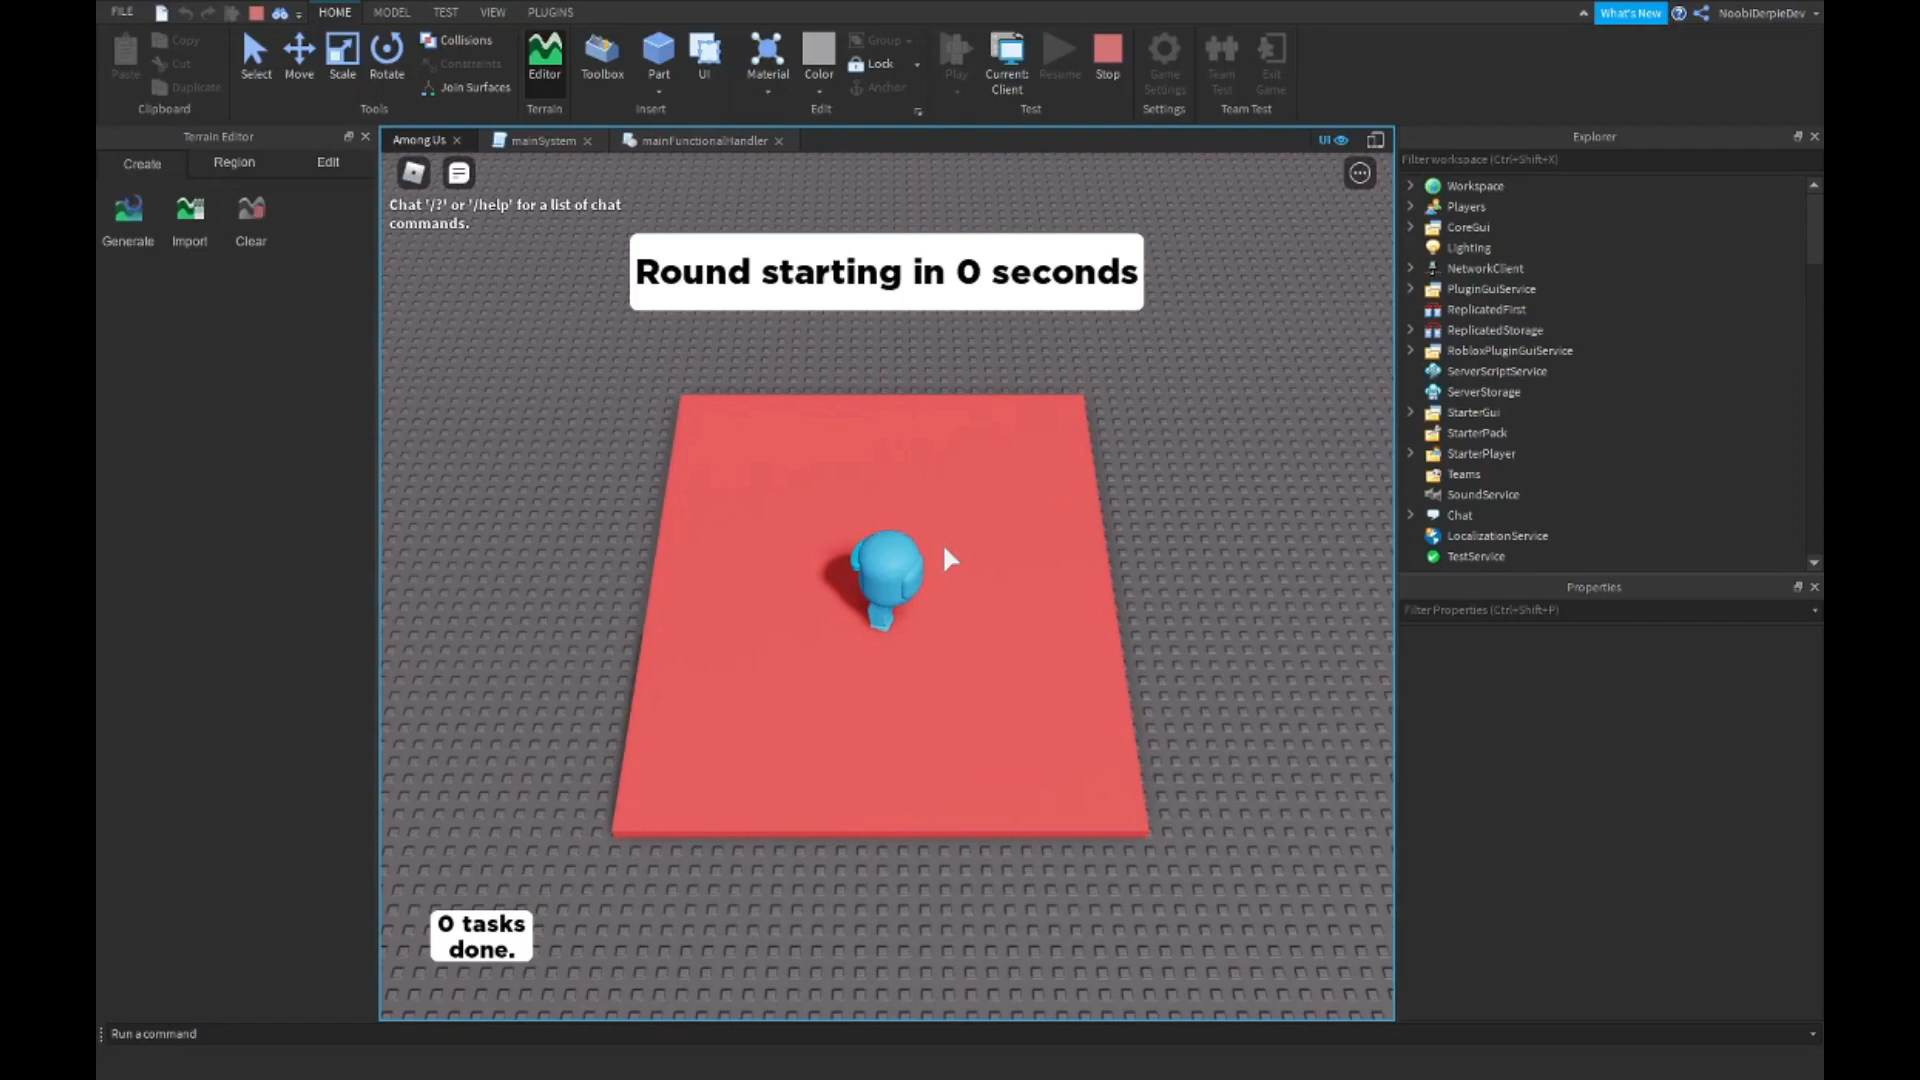 FILE HOME MODEL TEST VIEW PLUGINS What's New NoobiDerpieDev
Paste Copy Cut Duplicate Clipboard
Select Move Scale Rotate Collisions Constraints Join Surfaces Tools
Editor Terrain
Toolbox Part UI Insert
Material Color Group Lock Anchor Edit
Play Current: Client Resume Stop Test
Game Settings Settings
Team Test Exit Game Team Test
Terrain Editor
Create Region Edit
Generate Import Clear
Among Us mainSystem mainFunctionalHandler UI
Chat '/?' or '/help' for a list of chat
commands.
Round starting in 0 seconds
0 tasks
done.
Explorer
Filter workspace (Ctrl+Shift+X)
Workspace
Players
CoreGui
Lighting
NetworkClient
PluginGuiService
ReplicatedFirst
ReplicatedStorage
RobloxPluginGuiService
ServerScriptService
ServerStorage
StarterGui
StarterPack
StarterPlayer
Teams
SoundService
Chat
LocalizationService
TestService
Properties
Filter Properties (Ctrl+Shift+P)
Run a command